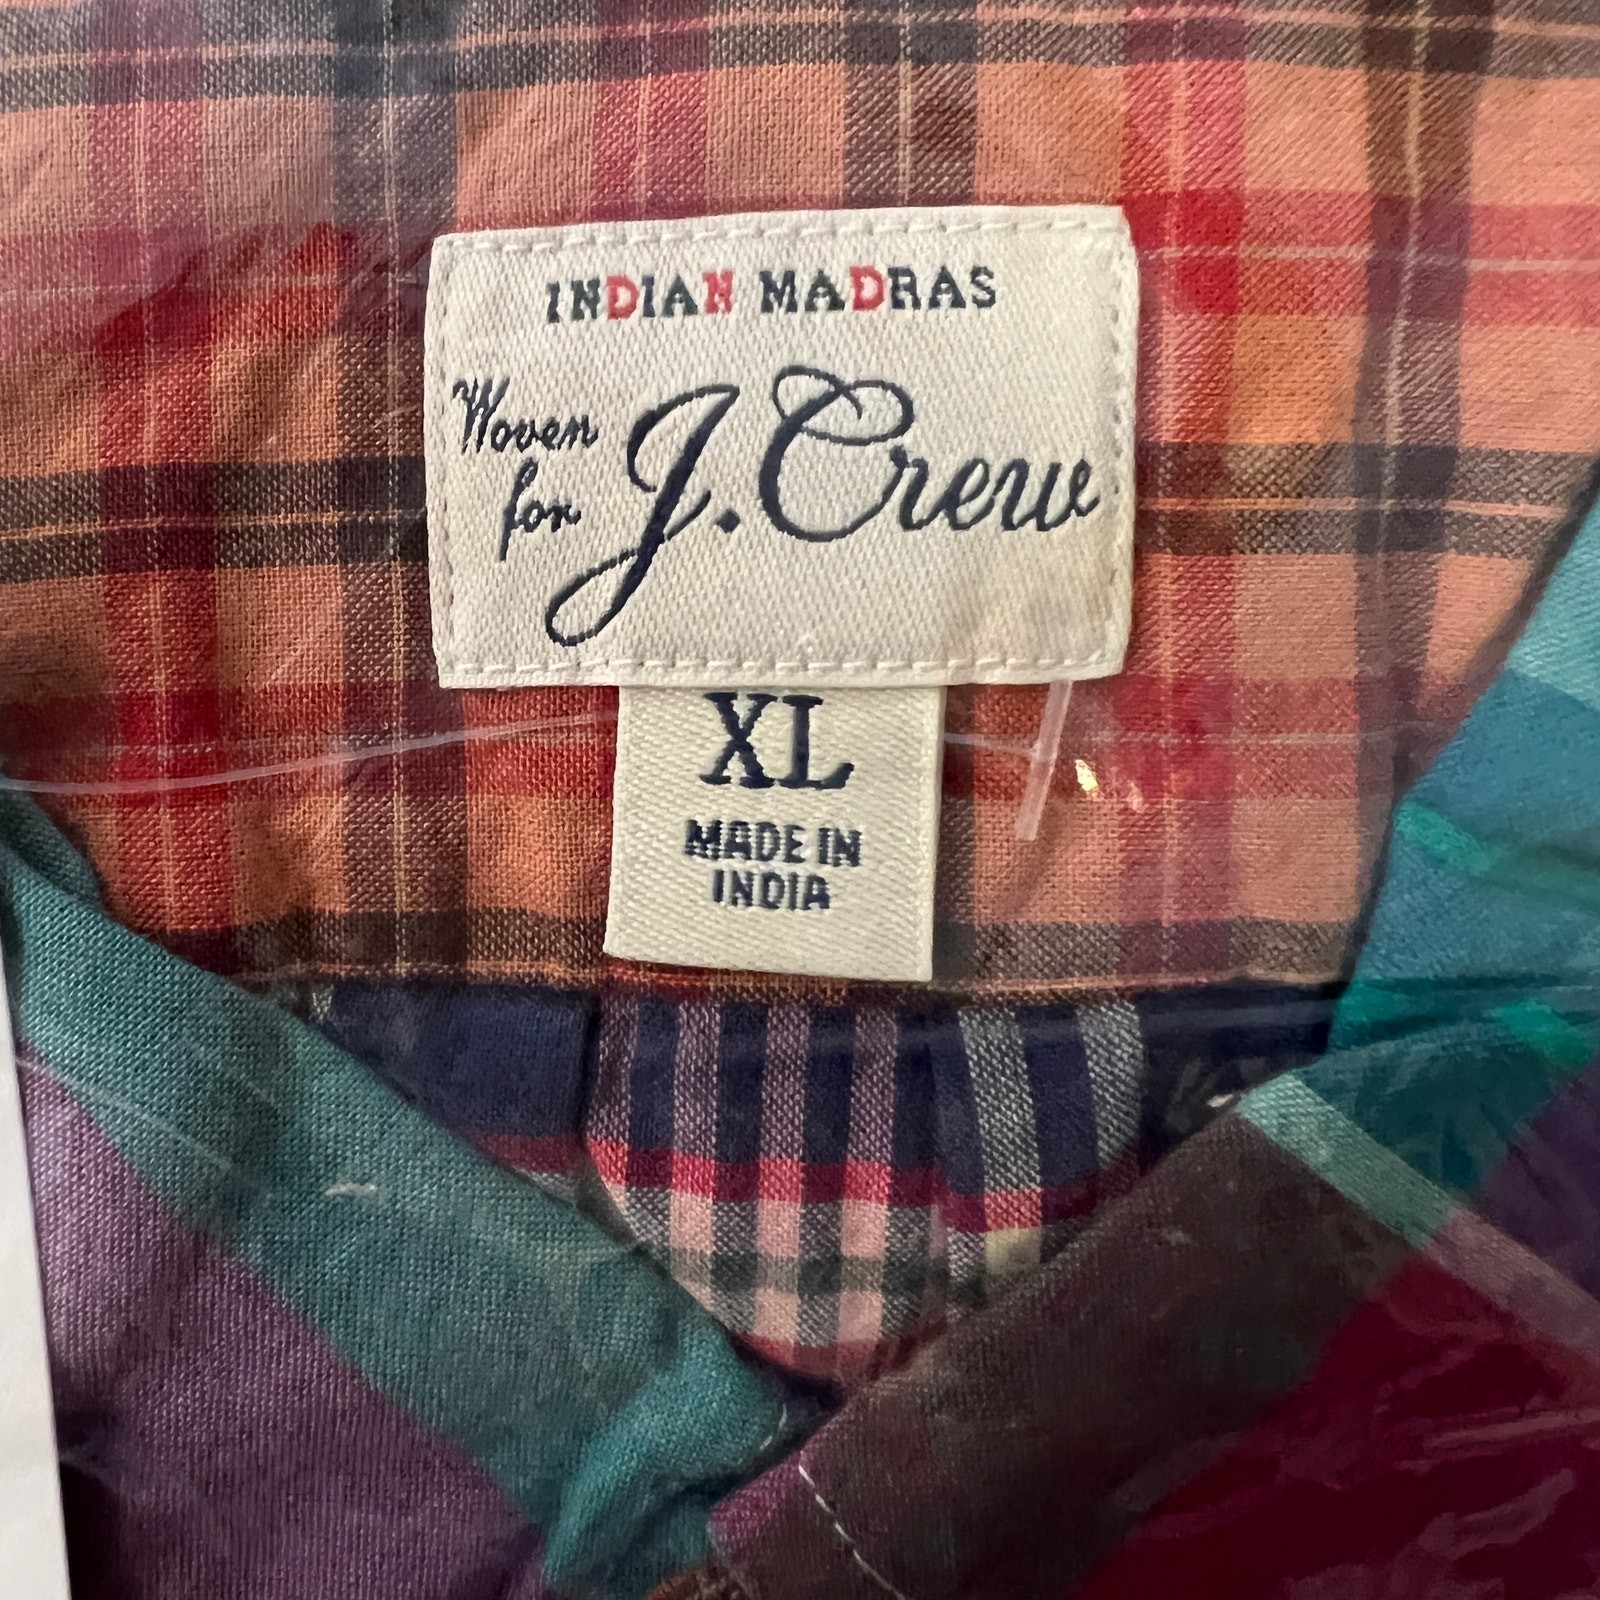 INDIAN MADRAS
Woven
for J.Crew
XL
MADE IN
INDIA